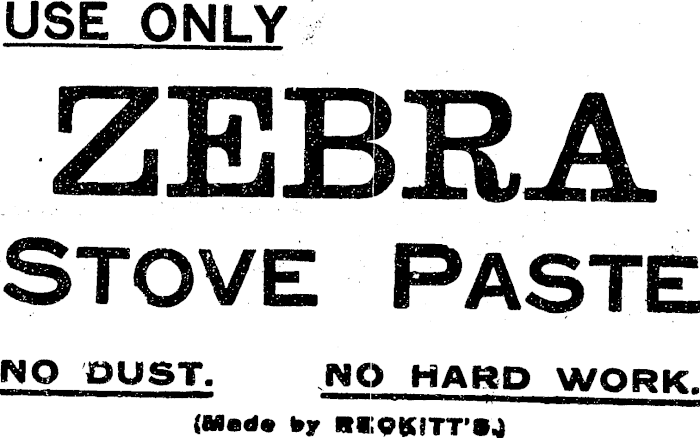 USE ONLY
ZEBRA
STOVE PASTE
NO DUST. NO HARD WORK.
(Made by RECKITT'S.)